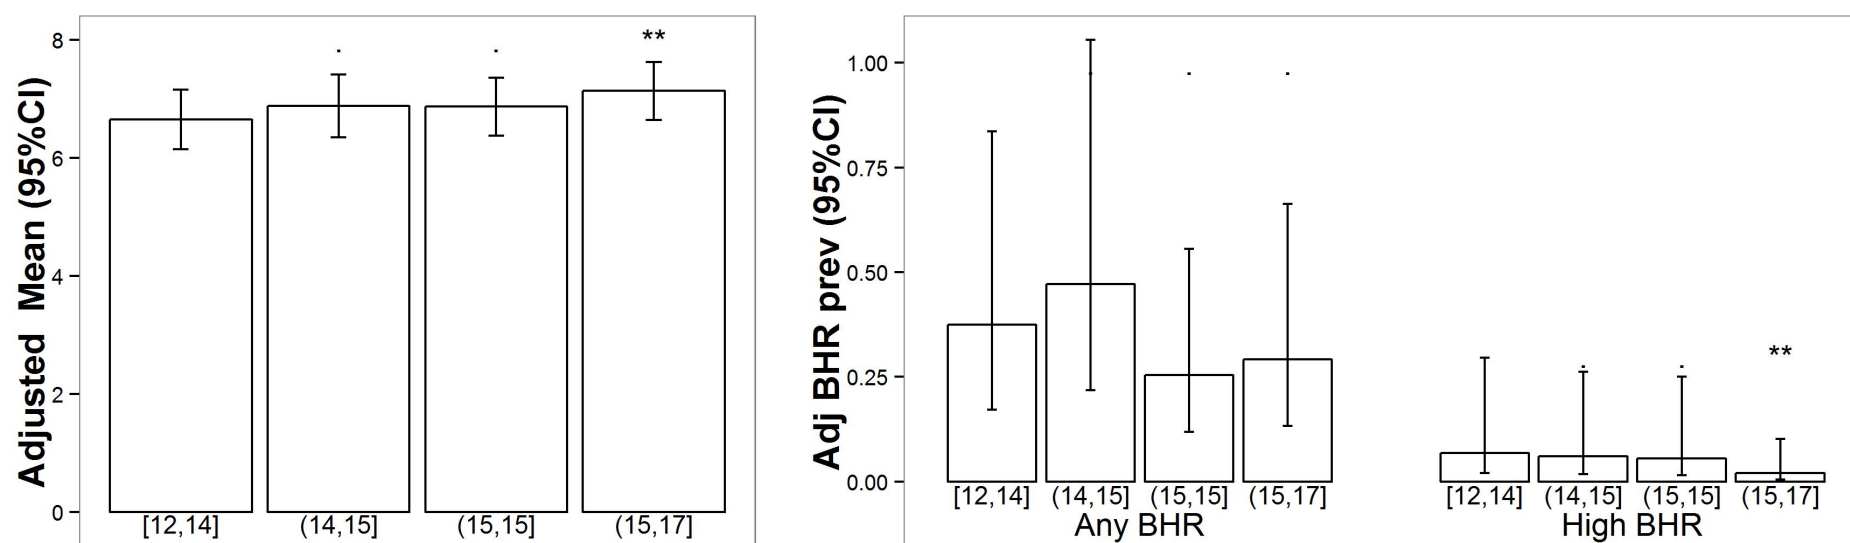 Adjusted Mean (95%CI)
8
6
4
2
0
. . **
[12,14] (14,15] (15,15] (15,17]
Adj BHR prev (95%CI)
1.00
0.75
0.50
0.25
0.00
. . .
. . **
[12,14] (14,15] (15,15] (15,17] [12,14] (14,15] (15,15] (15,17]
Any BHR High BHR